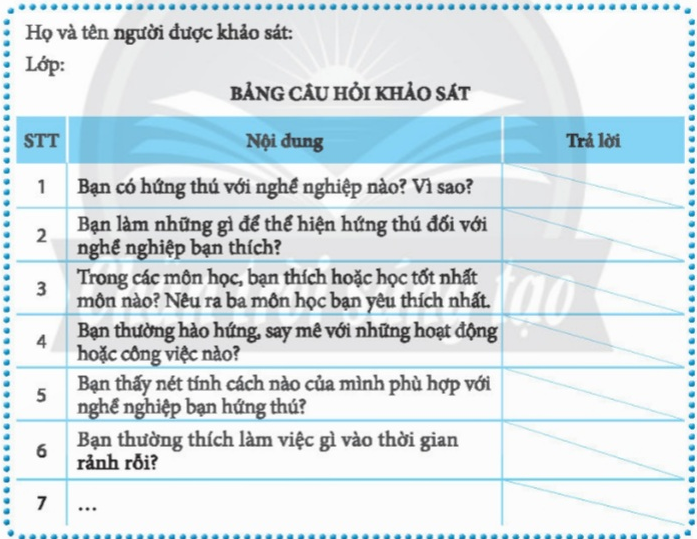 Họ và tên người được khảo sát:
Lớp:
BẢNG CÂU HỎI KHẢO SÁT
STT Nội dung Trả lời
1 Bạn có hứng thú với nghề nghiệp nào? Vì sao?
2 Bạn làm những gì để thể hiện hứng thú đối với
nghề nghiệp bạn thích?
3 Trong các môn học, bạn thích hoặc học tốt nhất
môn nào? Nêu ra ba môn học bạn yêu thích nhất.
4 Bạn thường hào hứng, say mê với những hoạt động
hoặc công việc nào?
5 Bạn thấy nét tính cách nào của mình phù hợp với
nghề nghiệp bạn hứng thú?
6 Bạn thường thích làm việc gì vào thời gian
rảnh rỗi?
7 ...
Chân trời sáng tạo